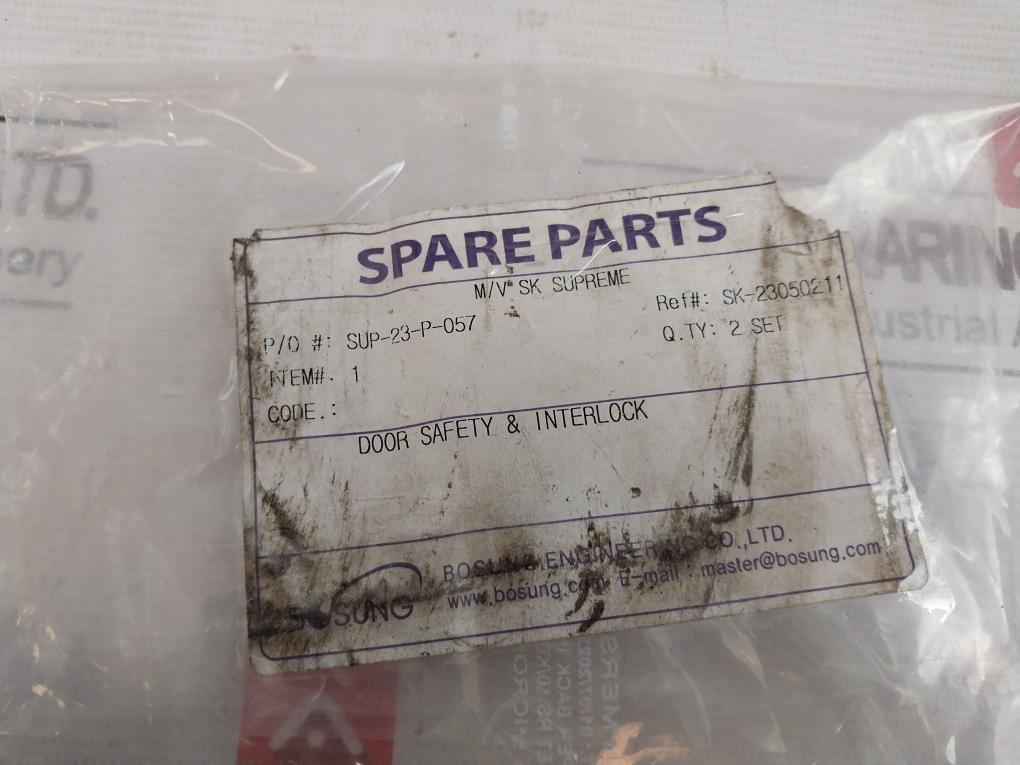 LTD.
SPARE PARTS
M/V SK SUPREME
Ref#: SK-23050211
P/O #: SUP-23-P-057
Q.TY: 2 SET
ITEM#. 1
CODE.:
DOOR SAFETY & INTERLOCK
BOSUNG ENGINEERING CO.,LTD.
www.bosung.com E-mail : master@bosung.com
BOSUNG